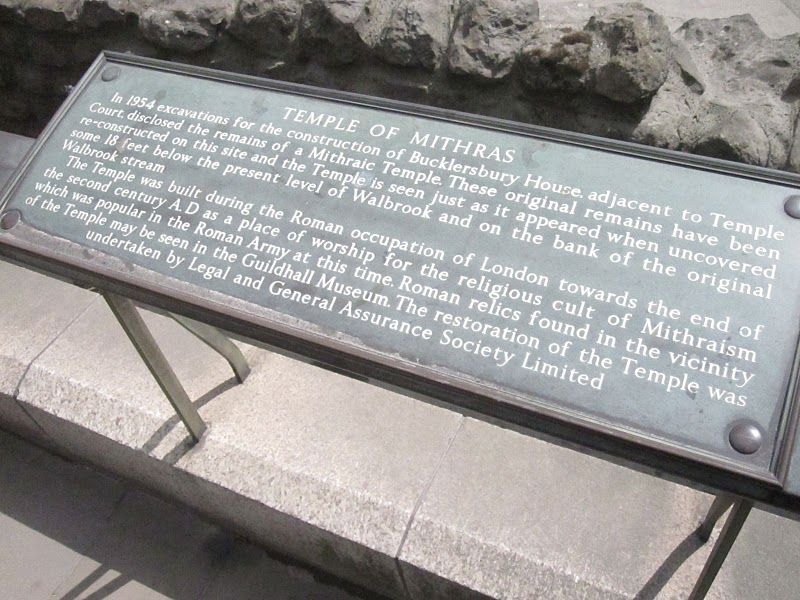 TEMPLE OF MITHRAS
In 1954 excavations for the construction of Bucklersbury House, adjacent to Temple
Court, disclosed the remains of a Mithraic Temple. These original remains have been
re-constructed on this site and the Temple is seen just as it appeared when uncovered
some 18 feet below the present level of Walbrook and on the bank of the original
Walbrook stream
The Temple was built during the Roman occupation of London towards the end of
the second century A.D as a place of worship for the religious cult of Mithraism
which was popular in the Roman Army at this time. Roman relics found in the vicinity
of the Temple may be seen in the Guildhall Museum. The restoration of the Temple was
undertaken by Legal and General Assurance Society Limited